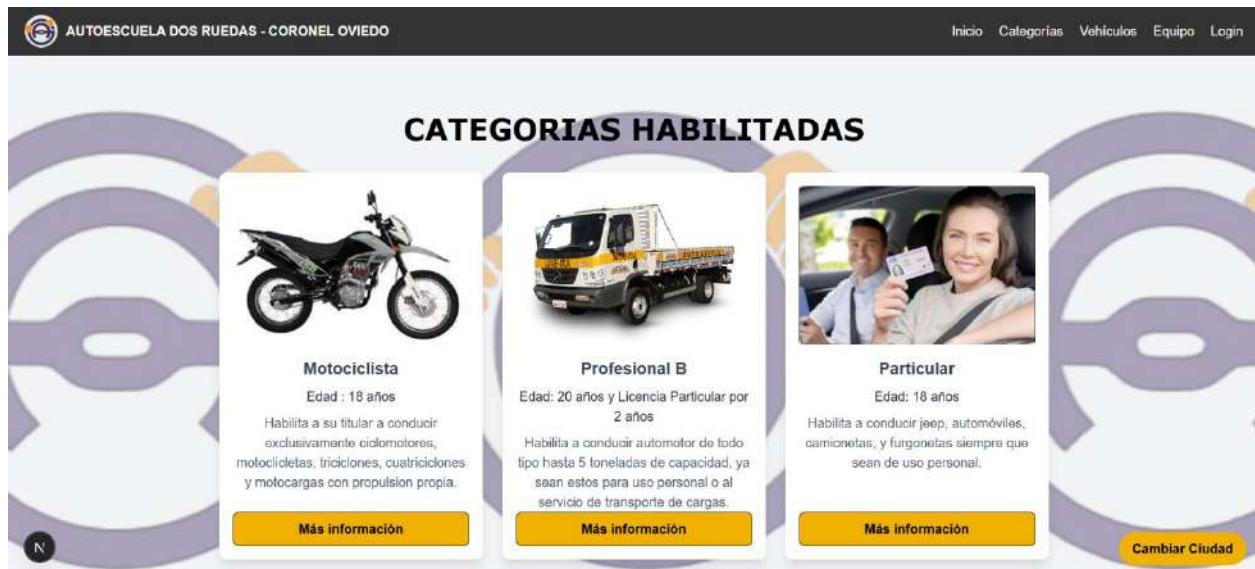 AUTOESCUELA DOS RUEDAS - CORONEL OVIEDO
Inicio Categorías Vehículos Equipo Login
CATEGORIAS HABILITADAS
Motociclista
Edad : 18 años
Habilita a su titular a conducir
exclusivamente ciclomotores,
motoclicletas, triciclones, cuatriciclones
y motocargas con propulsion propia.
Más información
Profesional B
Edad: 20 años y Licencia Particular por
2 años
Habilita a conducir automotor de todo
tipo hasta 5 toneladas de capacidad, ya
sean estos para uso personal o al
servicio de transporte de cargas.
Más información
Particular
Edad: 18 años
Habilita a conducir jeep, automóviles,
camionetas, y furgonetas siempre que
sean de uso personal.
Más información
N
Cambiar Ciudad